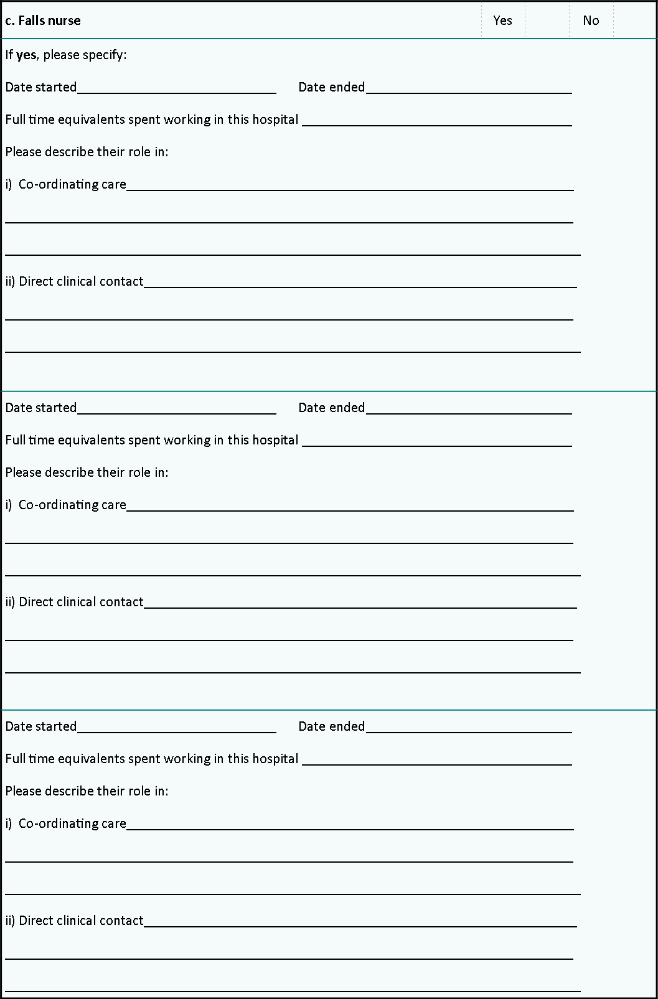 c. Falls nurse Yes No
If yes, please specify:
Date started Date ended
Full time equivalents spent working in this hospital
Please describe their role in:
i) Co-ordinating care
ii) Direct clinical contact
Date started Date ended
Full time equivalents spent working in this hospital
Please describe their role in:
i) Co-ordinating care
ii) Direct clinical contact
Date started Date ended
Full time equivalents spent working in this hospital
Please describe their role in:
i) Co-ordinating care
ii) Direct clinical contact